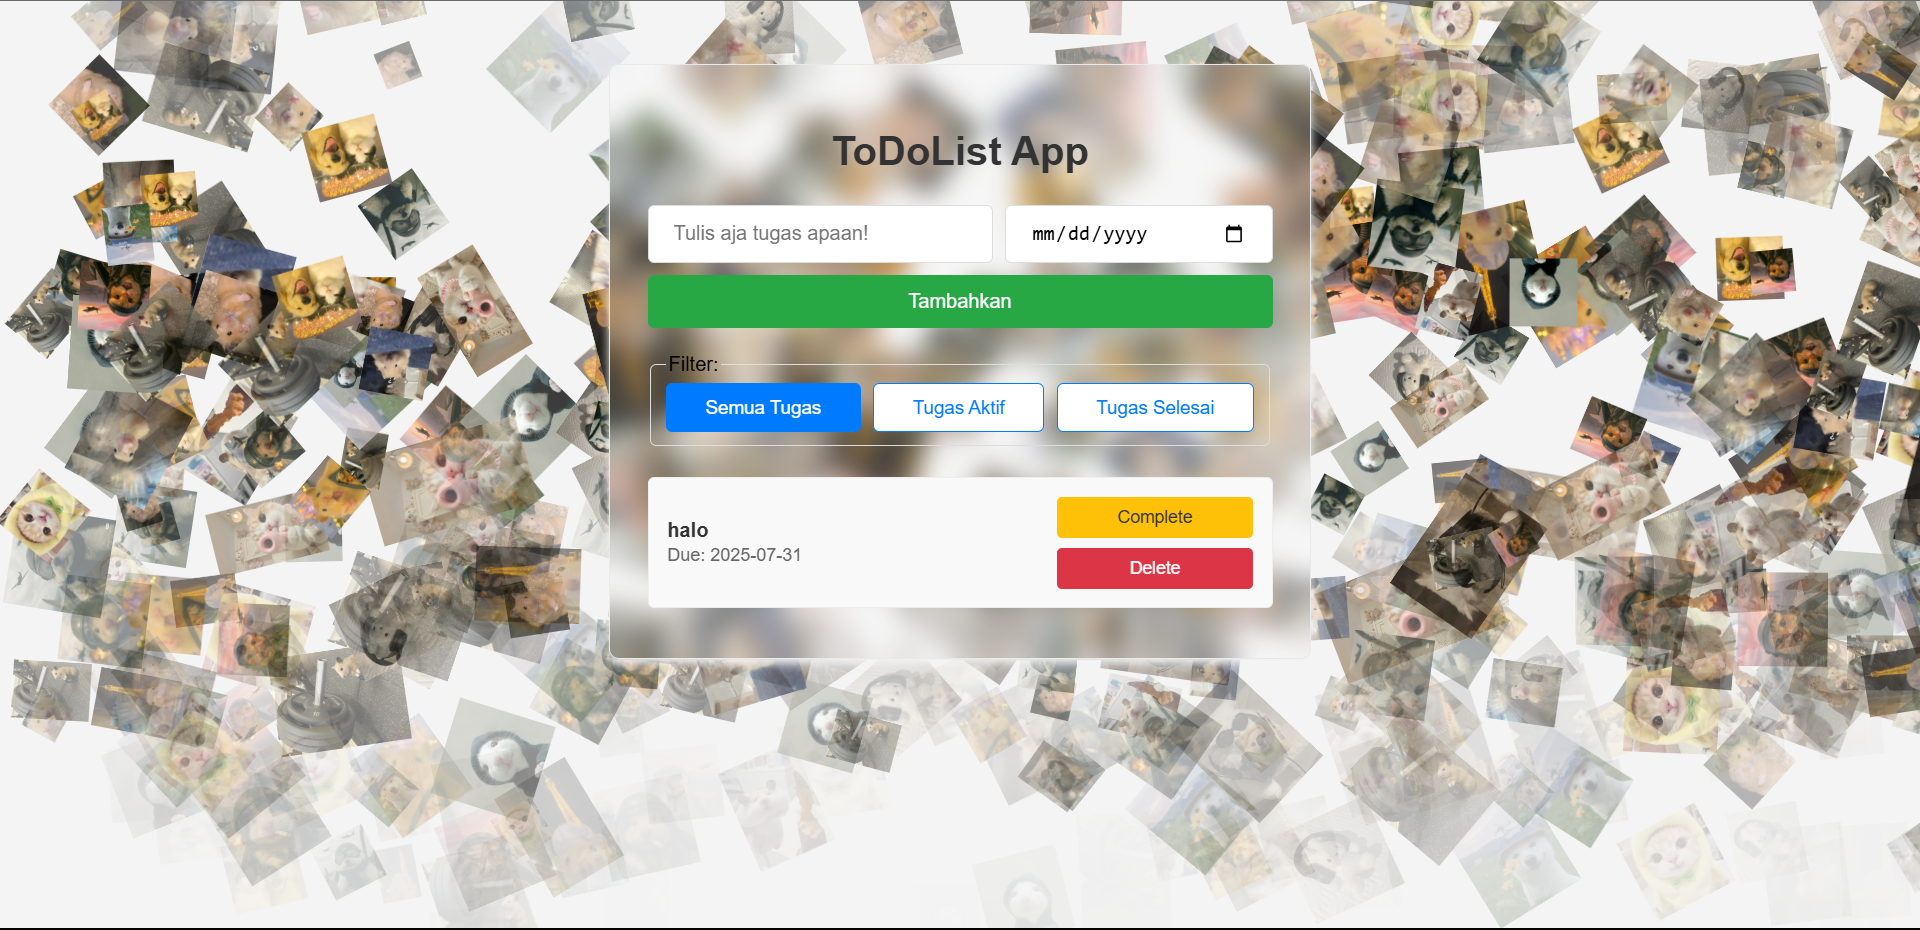 ToDoList App
Tulis aja tugas apaan!
mm/dd/yyyy
Tambahkan
Filter:
Semua Tugas
Tugas Aktif
Tugas Selesai
halo
Due: 2025-07-31
Complete
Delete